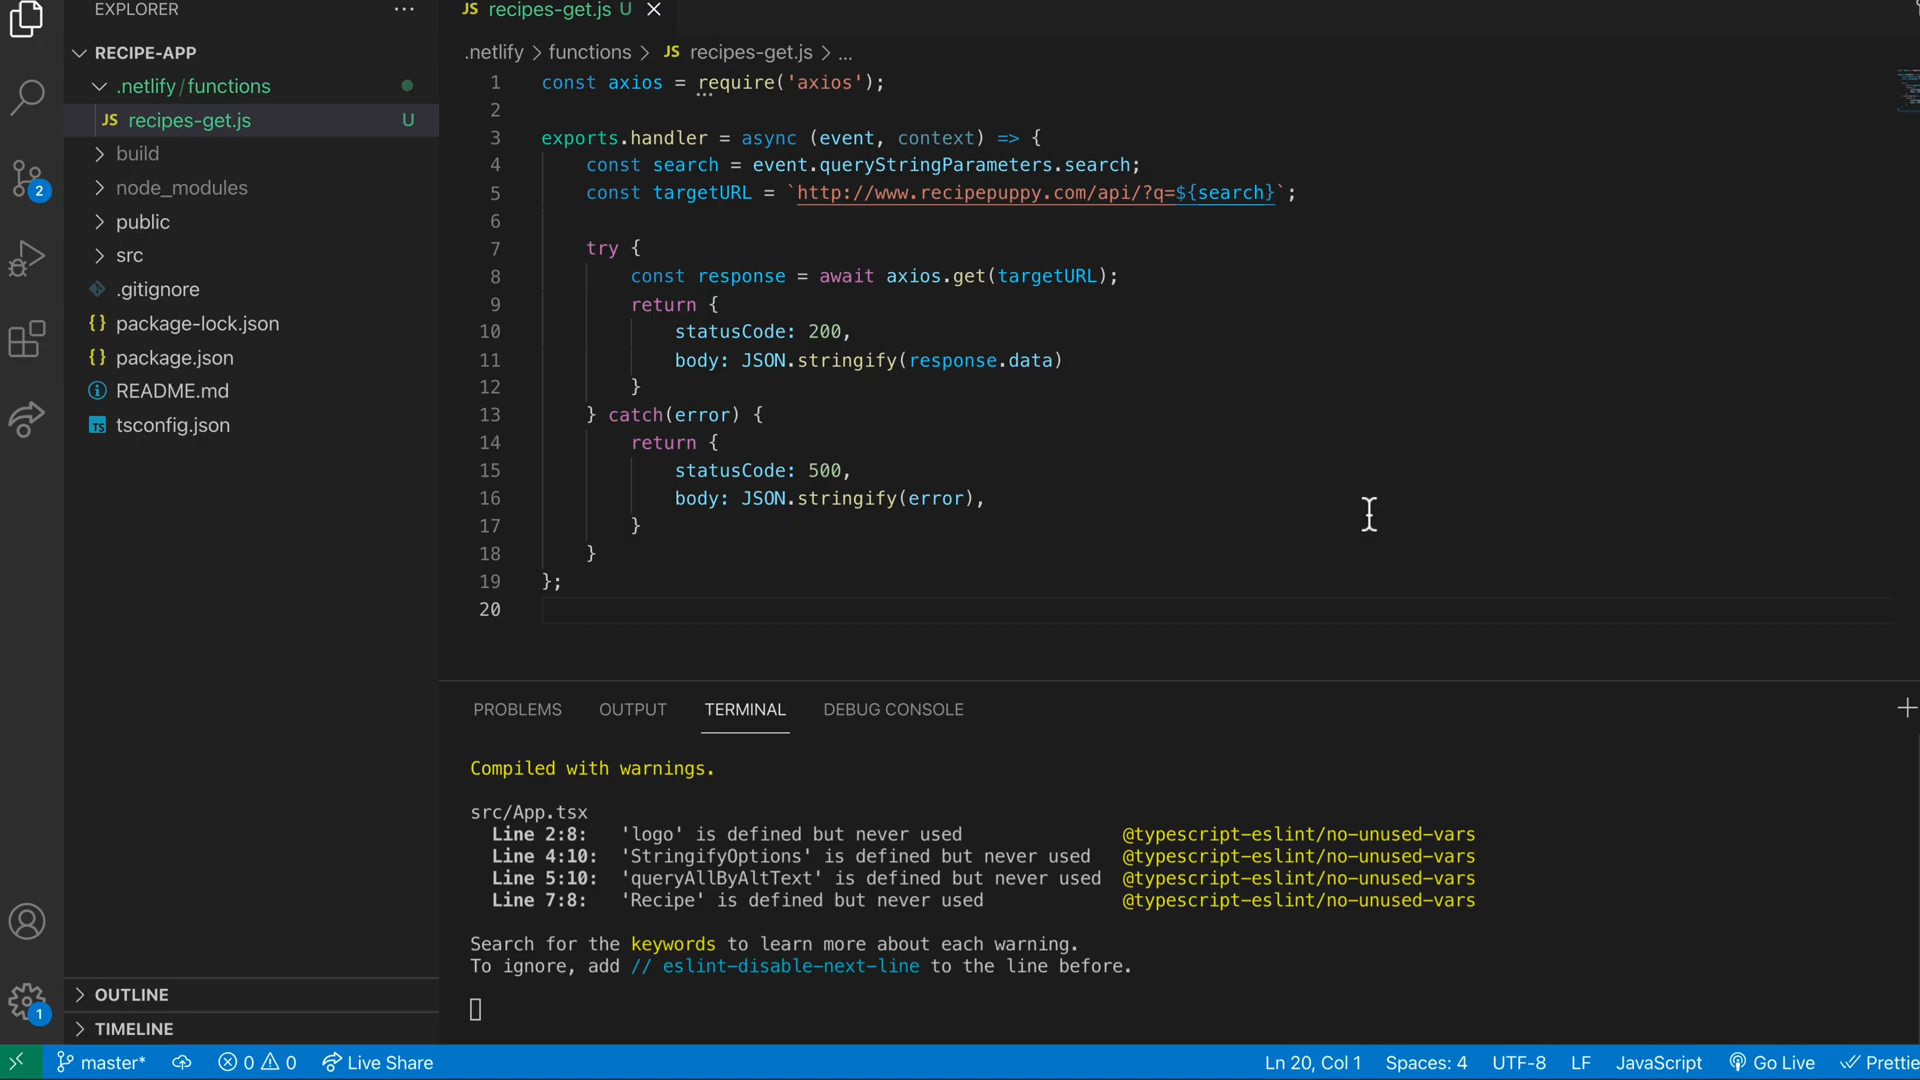 EXPLORER
RECIPE-APP
.netlify/functions
JS recipes-get.js U
build
node_modules
public
src
.gitignore
{} package-lock.json
{} package.json
README.md
TS tsconfig.json
OUTLINE
TIMELINE
2
1
JS recipes-get.js U
.netlify > functions > JS recipes-get.js > ...
1 const axios = require('axios');
2
3 exports.handler = async (event, context) => {
4 const search = event.queryStringParameters.search;
5 const targetURL = `http://www.recipepuppy.com/api/?q=${search}`;
6
7 try {
8 const response = await axios.get(targetURL);
9 return {
10 statusCode: 200,
11 body: JSON.stringify(response.data)
12 }
13 } catch(error) {
14 return {
15 statusCode: 500,
16 body: JSON.stringify(error),
17 }
18 }
19 };
20
PROBLEMS OUTPUT TERMINAL DEBUG CONSOLE
Compiled with warnings.
src/App.tsx
Line 2:8: 'logo' is defined but never used @typescript-eslint/no-unused-vars
Line 4:10: 'StringifyOptions' is defined but never used @typescript-eslint/no-unused-vars
Line 5:10: 'queryAllByAltText' is defined but never used @typescript-eslint/no-unused-vars
Line 7:8: 'Recipe' is defined but never used @typescript-eslint/no-unused-vars
Search for the keywords to learn more about each warning.
To ignore, add // eslint-disable-next-line to the line before.
master* 0 0 Live Share Ln 20, Col 1 Spaces: 4 UTF-8 LF JavaScript Go Live Prettie